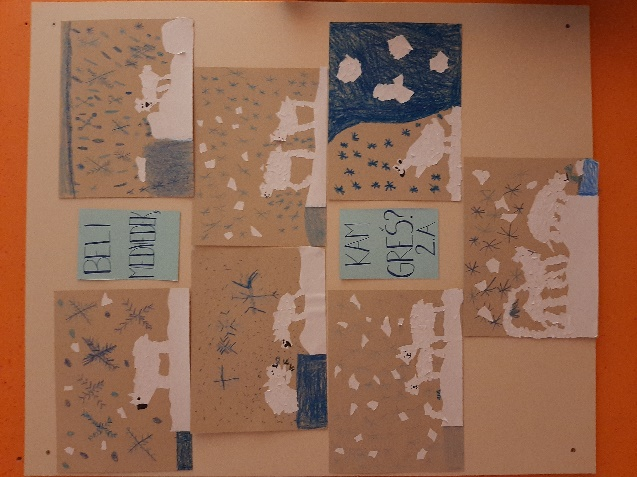 BELI
MEDVEDEK,
KAM
GREŠ?
2.A